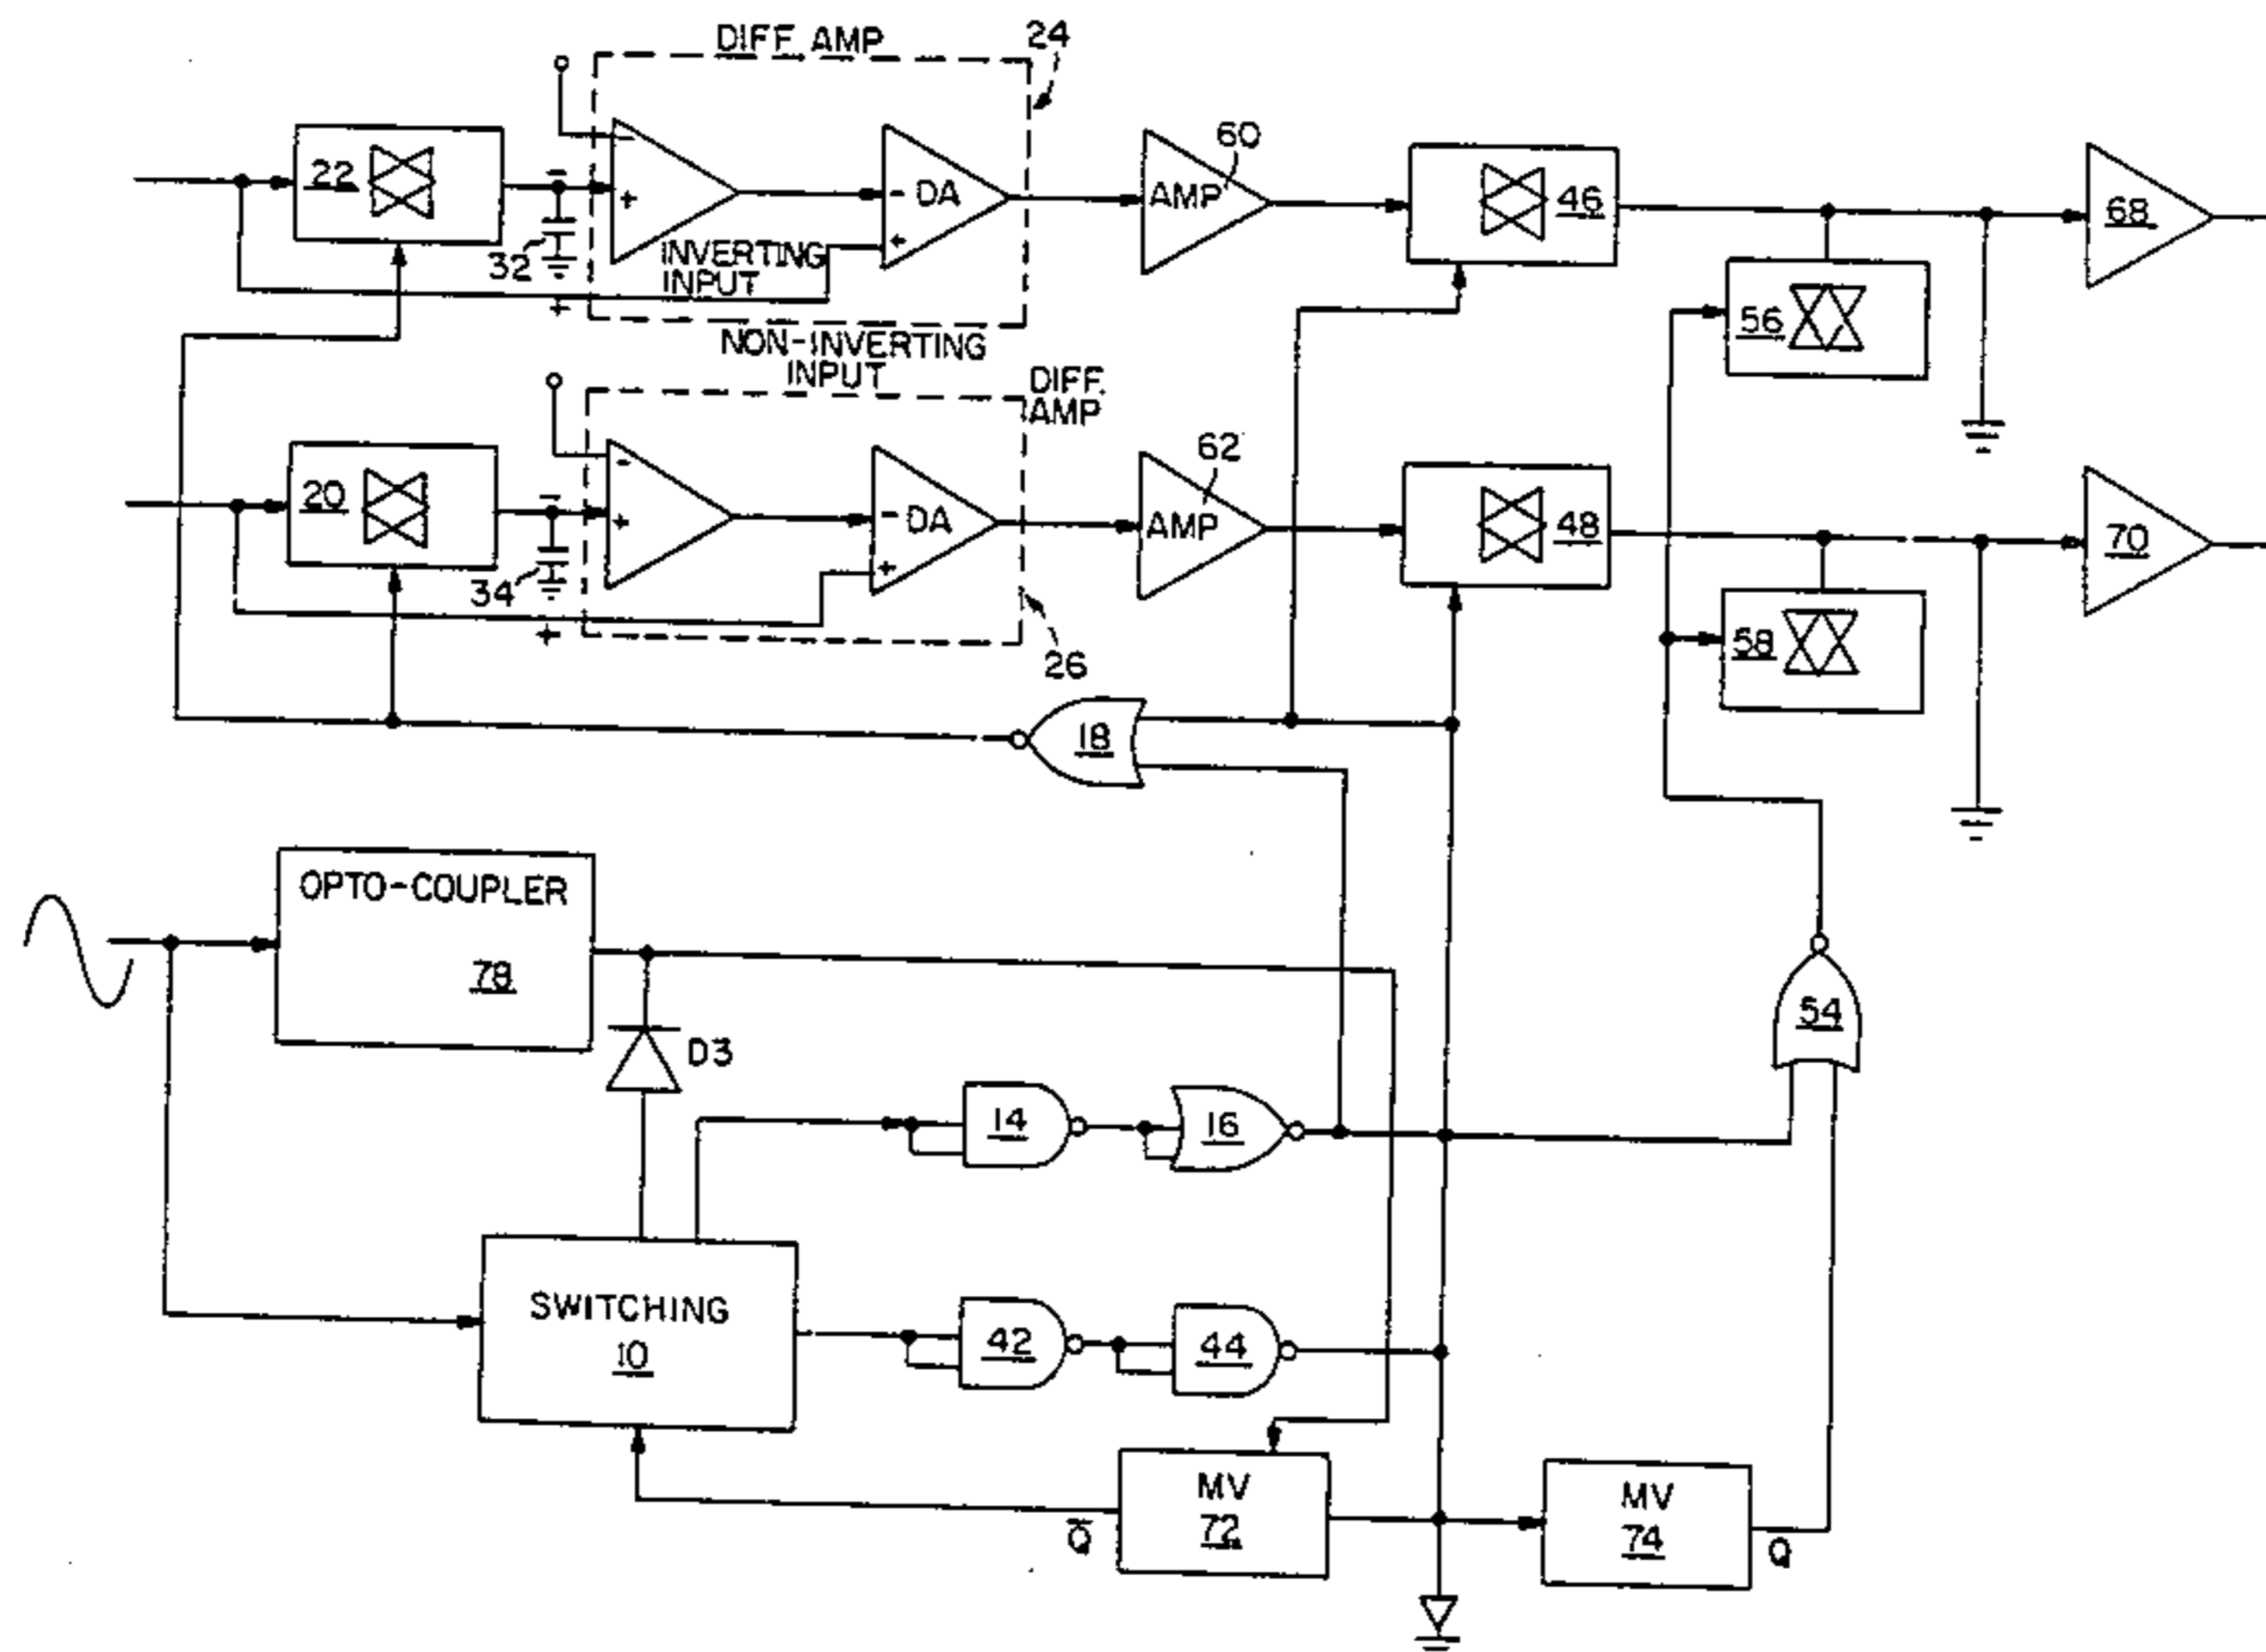 DIFF. AMP
24
22
-
-
+
32
- DA
+
INVERTING
INPUT
+
AMP
60
46
68
56
NON-INVERTING
INPUT
DIFF.
AMP
20
-
-
+
34
- DA
+
+
26
AMP
62
48
70
58
18
OPTO-COUPLER
78
D3
54
14
16
SWITCHING
10
42
44
MV
72
Q̅
MV
74
Q